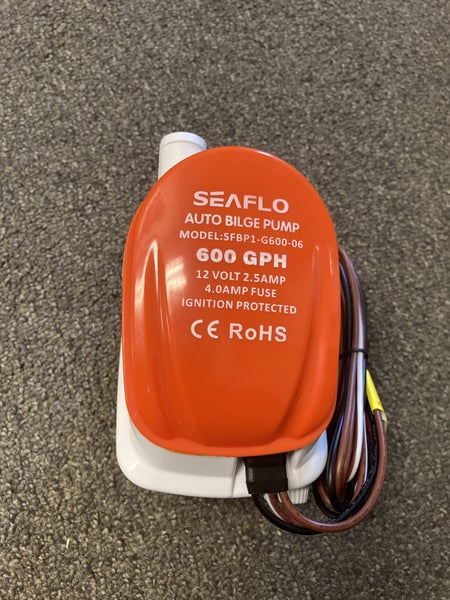 SEAFLO
AUTO BILGE PUMP
MODEL:SFBP1-G600-06
600 GPH
12 VOLT 2.5AMP
4.0AMP FUSE
IGNITION PROTECTED
CE RoHS